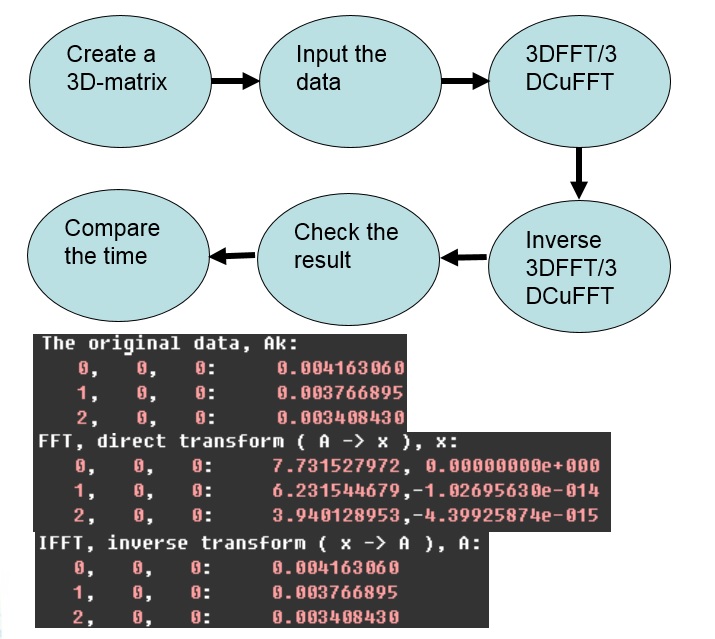 Create a
3D-matrix
Input the
data
3DFFT/3
DCuFFT
Inverse
3DFFT/3
DCuFFT
Check the
result
Compare
the time
The original data, Ak:
0, 0, 0: 0.004163060
1, 0, 0: 0.003766895
2, 0, 0: 0.003408430
FFT, direct transform ( A -> x ), x:
0, 0, 0: 7.731527972, 0.00000000e+000
1, 0, 0: 6.231544679,-1.02695630e-014
2, 0, 0: 3.940128953,-4.39925874e-015
IFFT, inverse transform ( x -> A ), A:
0, 0, 0: 0.004163060
1, 0, 0: 0.003766895
2, 0, 0: 0.003408430